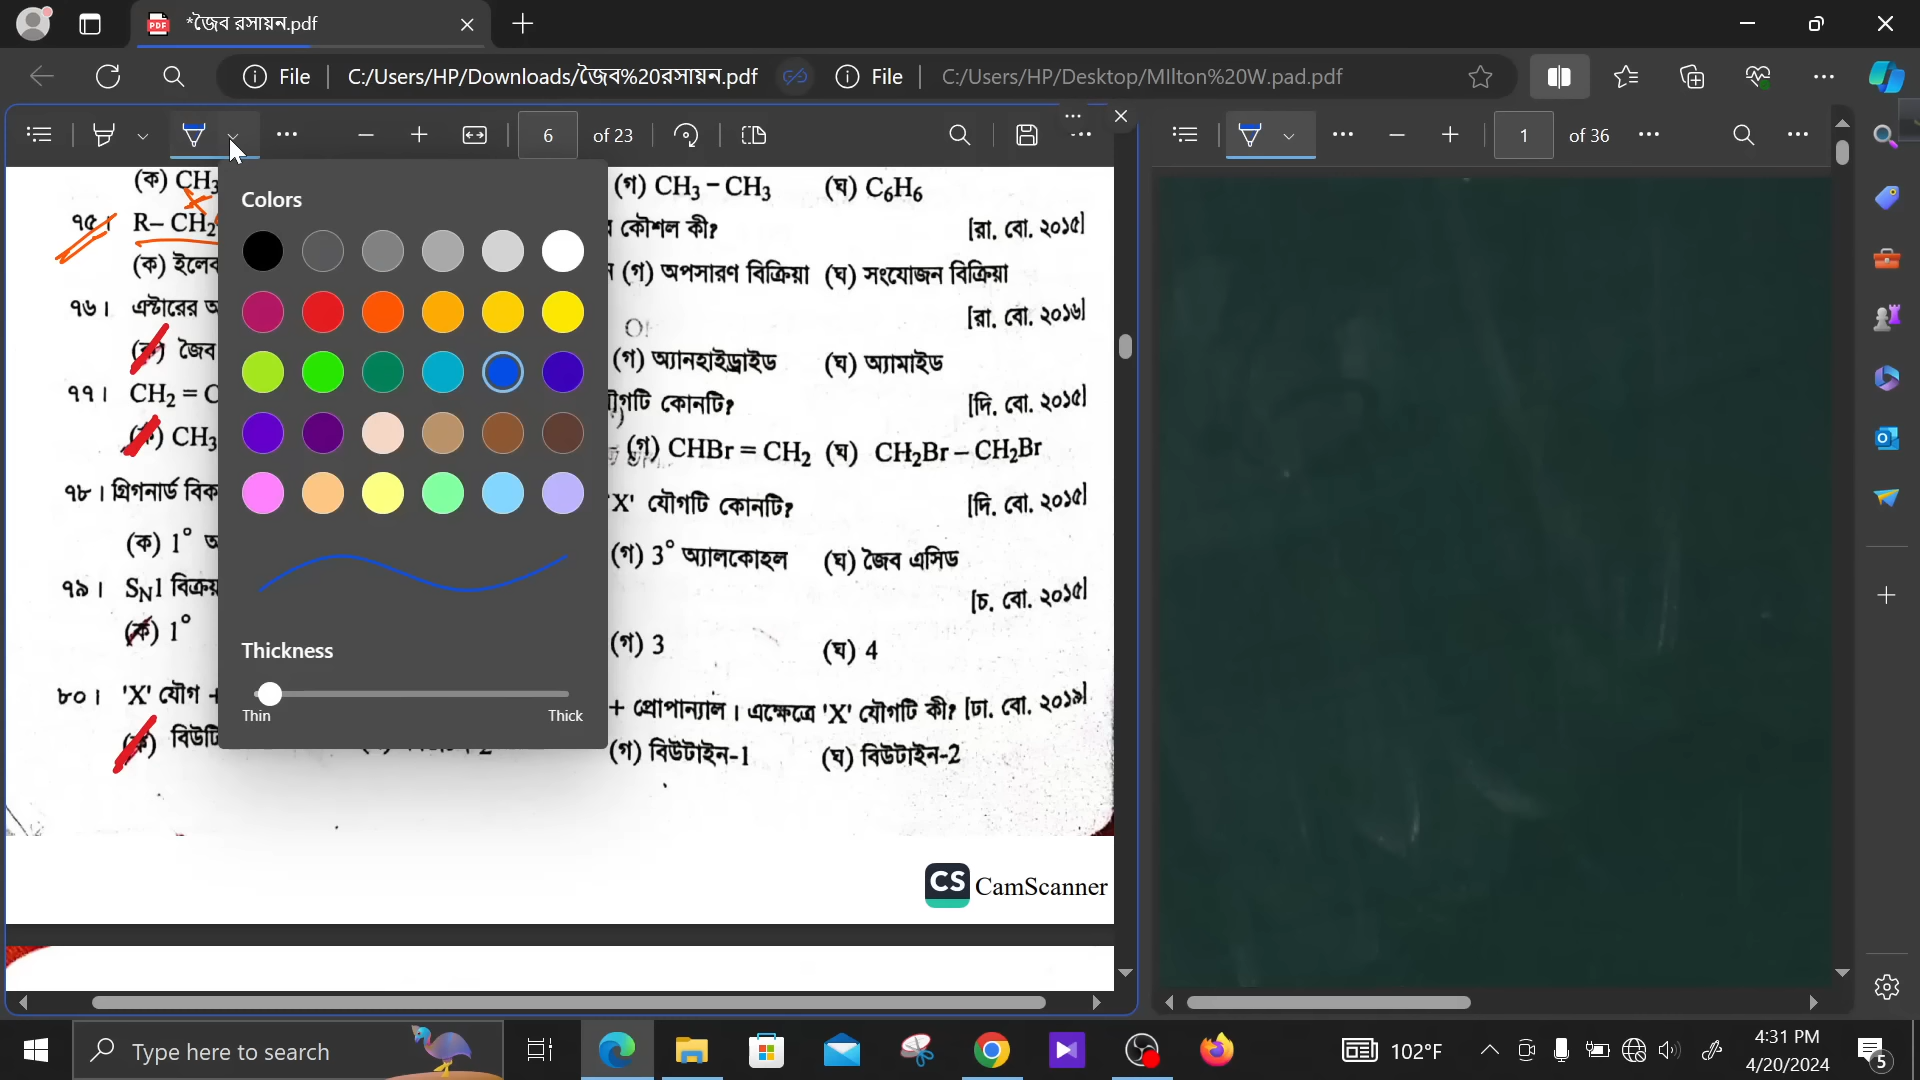 *জৈব রসায়ন.pdf
File
C:/Users/HP/Downloads/জৈব%20রসায়ন.pdf
File
C:/Users/HP/Desktop/MIlton%20W.pad.pdf
6 of 23
1 of 36
Colors
Thickness
Thin Thick
(ক) CH3
(গ) CH3 – CH3 (ঘ) C6H6
৭৫। R– CH2
কৌশল কী? [রা. বো. ২০১৫]
(ক) ইলে
(গ) অপসারণ বিক্রিয়া (ঘ) সংযোজন বিক্রিয়া
৭৬। এস্টারের
[রা. বো. ২০১৬]
(ক) জৈব
(গ) অ্যানহাইড্রাইড (ঘ) অ্যামাইড
৭৭। CH2 = C
কোনটি? [দি. বো. ২০১৫]
(ক) CH3
(গ) CHBr = CH2 (ঘ) CH2Br – CH2Br
৭৮। গ্রিগনার্ড
'X' যৌগটি কোনটি? [দি. বো. ২০১৫]
(ক) 1°
(গ) 3° অ্যালকোহল (ঘ) জৈব এসিড
৭৯। SN1
[চ. বো. ২০১৫]
(ক) 1°
(গ) 3 (ঘ) 4
৮০। 'X' যৌগ +
+ প্রোপান্যাল। এক্ষেত্রে 'X' যৌগটি কী? [ঢা. বো. ২০১৯]
(ক) বিউটি
(গ) বিউটাইন-1 (ঘ) বিউটাইন-2
CS CamScanner
Type here to search
102°F
4:31 PM
4/20/2024
5